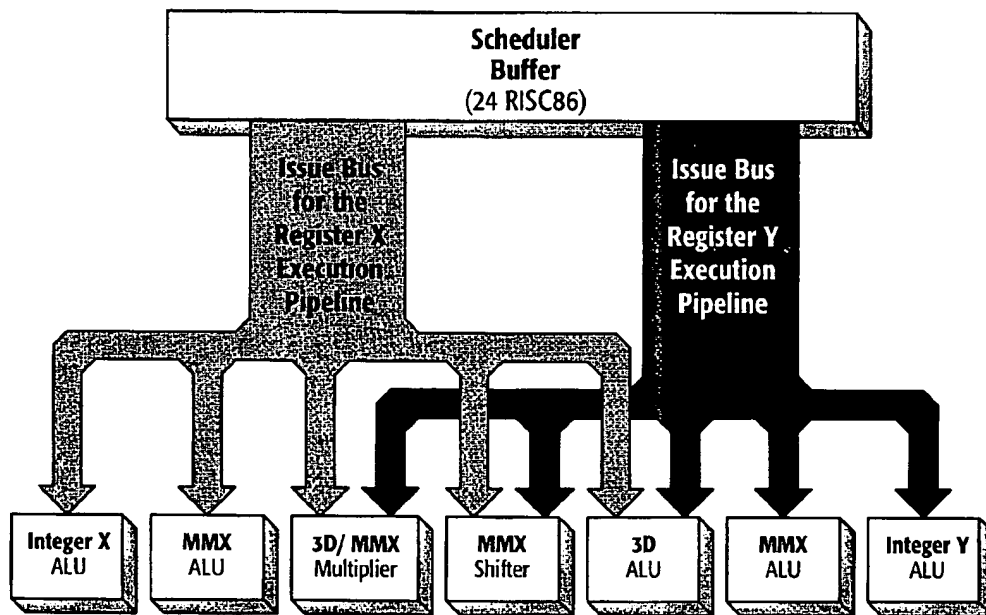 Scheduler
Buffer
(24 RISC86)
Issue Bus
for the
Register X
Execution
Pipeline
Issue Bus
for the
Register Y
Execution
Pipeline
Integer X
ALU
MMX
ALU
3D/ MMX
Multiplier
MMX
Shifter
3D
ALU
MMX
ALU
Integer Y
ALU